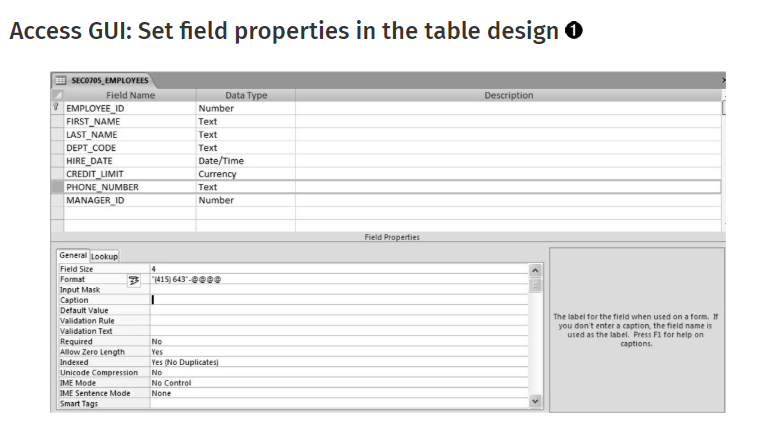 Access GUI: Set field properties in the table design ❶
SEC0705_EMPLOYEES
Field Name Data Type Description
EMPLOYEE_ID Number
FIRST_NAME Text
LAST_NAME Text
DEPT_CODE Text
HIRE_DATE Date/Time
CREDIT_LIMIT Currency
PHONE_NUMBER Text
MANAGER_ID Number
Field Properties
General Lookup
Field Size 4
Format "(415) 643"-@@@@
Input Mask
Caption
Default Value
Validation Rule
Validation Text
Required No
Allow Zero Length Yes
Indexed Yes (No Duplicates)
Unicode Compression No
IME Mode No Control
IME Sentence Mode None
Smart Tags
The label for the field when used on a form. If
you don't enter a caption, the field name is
used as the label. Press F1 for help on
captions.